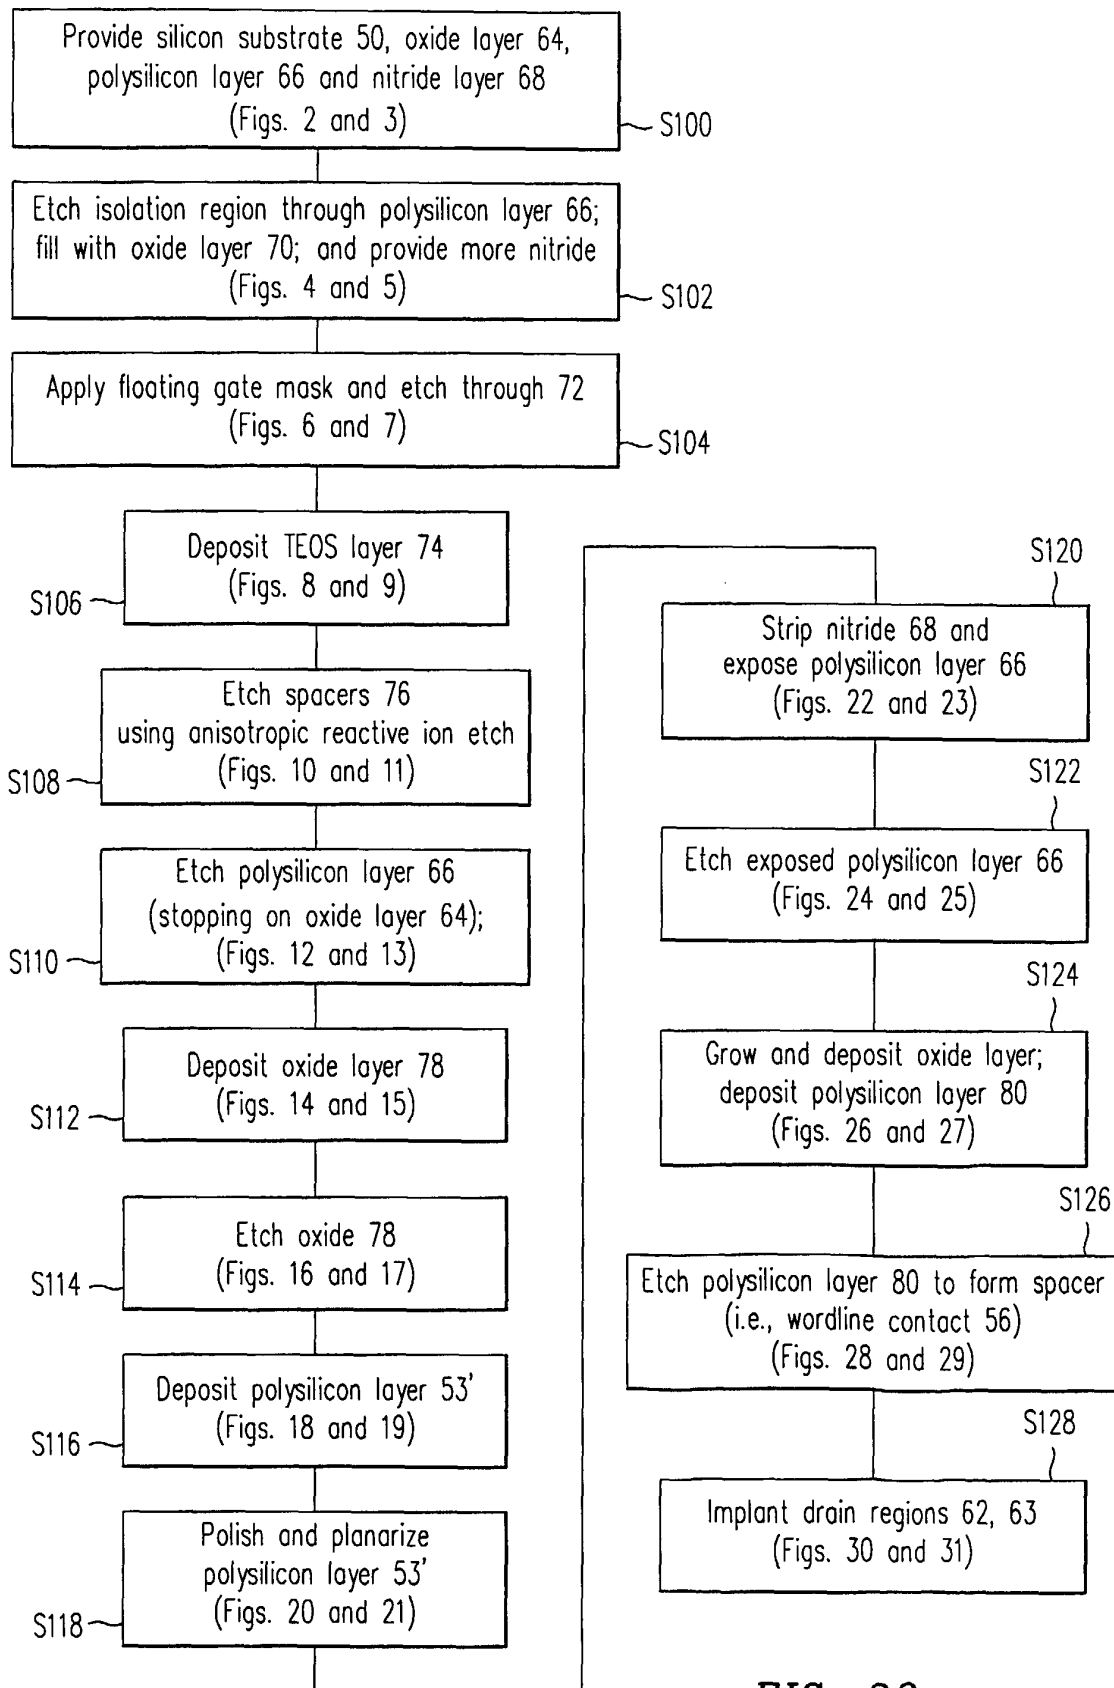 Provide silicon substrate 50, oxide layer 64,
polysilicon layer 66 and nitride layer 68
(Figs. 2 and 3)
S100
Etch isolation region through polysilicon layer 66;
fill with oxide layer 70; and provide more nitride
(Figs. 4 and 5)
S102
Apply floating gate mask and etch through 72
(Figs. 6 and 7)
S104
Deposit TEOS layer 74
(Figs. 8 and 9)
S106
Etch spacers 76
using anisotropic reactive ion etch
(Figs. 10 and 11)
S108
Etch polysilicon layer 66
(stopping on oxide layer 64);
(Figs. 12 and 13)
S110
Deposit oxide layer 78
(Figs. 14 and 15)
S112
Etch oxide 78
(Figs. 16 and 17)
S114
Deposit polysilicon layer 53'
(Figs. 18 and 19)
S116
Polish and planarize
polysilicon layer 53'
(Figs. 20 and 21)
S118
S120
Strip nitride 68 and
expose polysilicon layer 66
(Figs. 22 and 23)
S122
Etch exposed polysilicon layer 66
(Figs. 24 and 25)
S124
Grow and deposit oxide layer;
deposit polysilicon layer 80
(Figs. 26 and 27)
S126
Etch polysilicon layer 80 to form spacer
(i.e., wordline contact 56)
(Figs. 28 and 29)
S128
Implant drain regions 62, 63
(Figs. 30 and 31)
FIG.